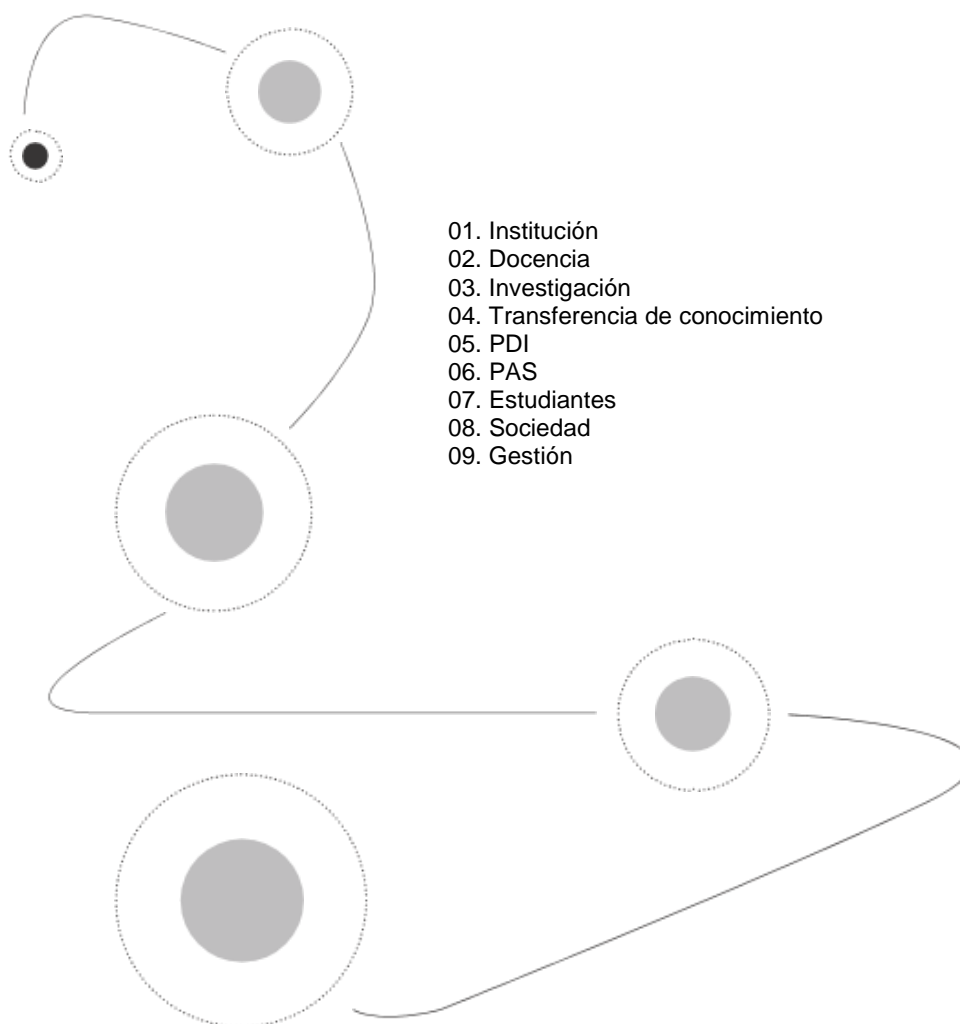 01. Institución
02. Docencia
03. Investigación
04. Transferencia de conocimiento
05. PDI
06. PAS
07. Estudiantes
08. Sociedad
09. Gestión